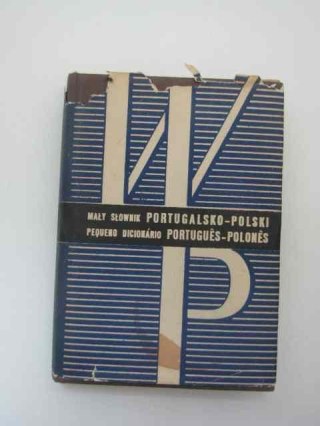 W
MAŁY SŁOWNIK PORTUGALSKO-POLSKI
PEQUENO DICIONÁRIO PORTUGUÊS-POLONÊS
P